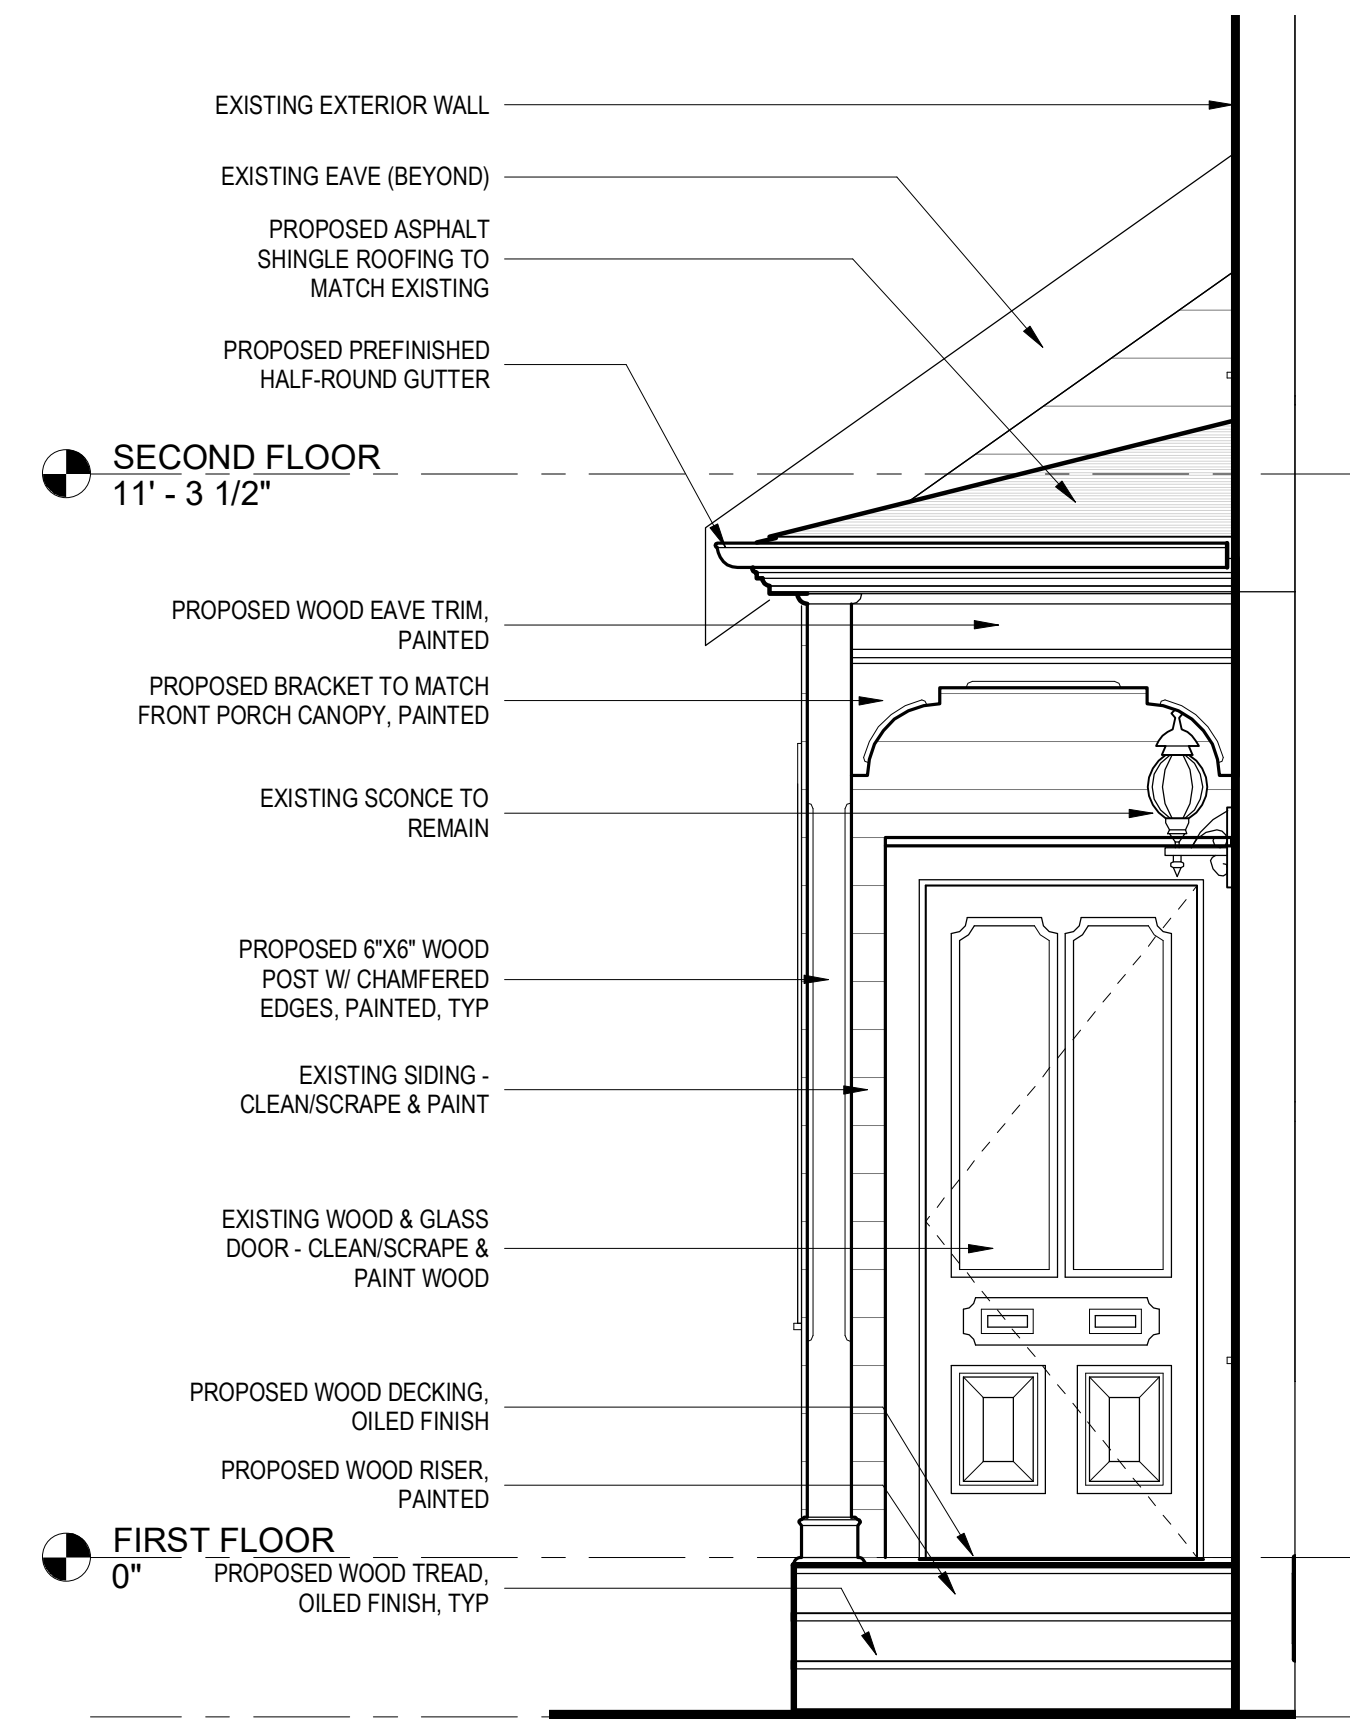 EXISTING EXTERIOR WALL
EXISTING EAVE (BEYOND)
PROPOSED ASPHALT
SHINGLE ROOFING TO
MATCH EXISTING
PROPOSED PREFINISHED
HALF-ROUND GUTTER
SECOND FLOOR
11' - 3 1/2"
PROPOSED WOOD EAVE TRIM,
PAINTED
PROPOSED BRACKET TO MATCH
FRONT PORCH CANOPY, PAINTED
EXISTING SCONCE TO
REMAIN
PROPOSED 6"X6" WOOD
POST W/ CHAMFERED
EDGES, PAINTED, TYP
EXISTING SIDING -
CLEAN/SCRAPE & PAINT
EXISTING WOOD & GLASS
DOOR - CLEAN/SCRAPE &
PAINT WOOD
PROPOSED WOOD DECKING,
OILED FINISH
PROPOSED WOOD RISER,
PAINTED
FIRST FLOOR
0"
PROPOSED WOOD TREAD,
OILED FINISH, TYP